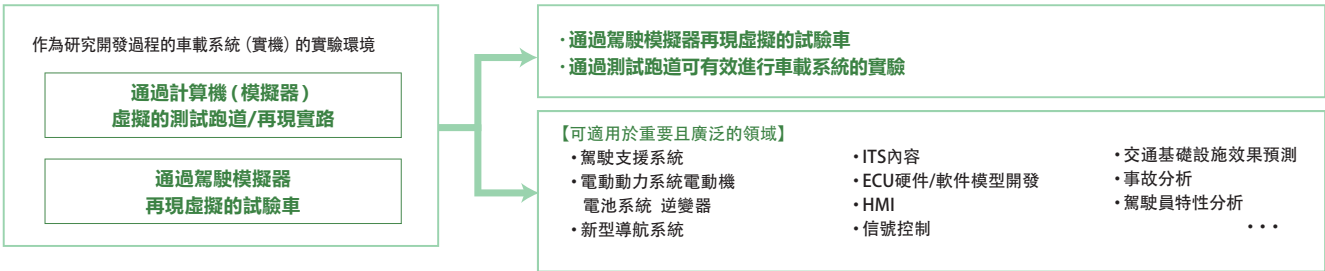 作為研究開發過程的車載系統（實機）的實驗環境
通過計算機（模擬器）
虛擬的測試跑道/再現實路
通過駕駛模擬器
再現虛擬的試驗車
·通過駕駛模擬器再現虛擬的試驗車
·通過測試跑道可有效進行車載系統的實驗
【可適用於重要且廣泛的領域】
・駕駛支援系統
・電動動力系統電動機
電池系統 逆變器
・新型導航系統
・ITS內容
・ECU硬件/軟件模型開發
・HMI
・信號控制
・交通基礎設施效果預測
・事故分析
・駕駛員特性分析
・・・